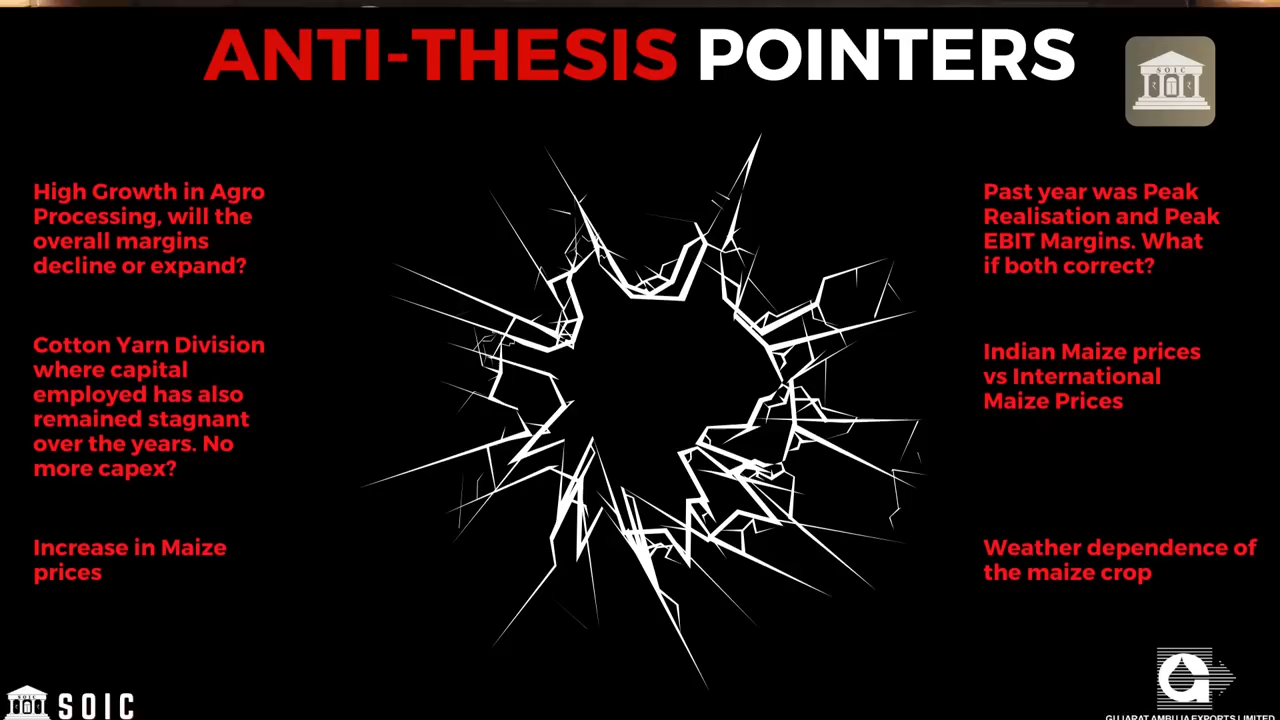 ANTI-THESIS POINTERS
SOIC
High Growth in Agro
Processing, will the
overall margins
decline or expand?
Cotton Yarn Division
where capital
employed has also
remained stagnant
over the years. No
more capex?
Increase in Maize
prices
Past year was Peak
Realisation and Peak
EBIT Margins. What
if both correct?
Indian Maize prices
vs International
Maize Prices
Weather dependence of
the maize crop
SOIC
SOIC
GUJARAT AMBUJA EXPORTS LIMITED